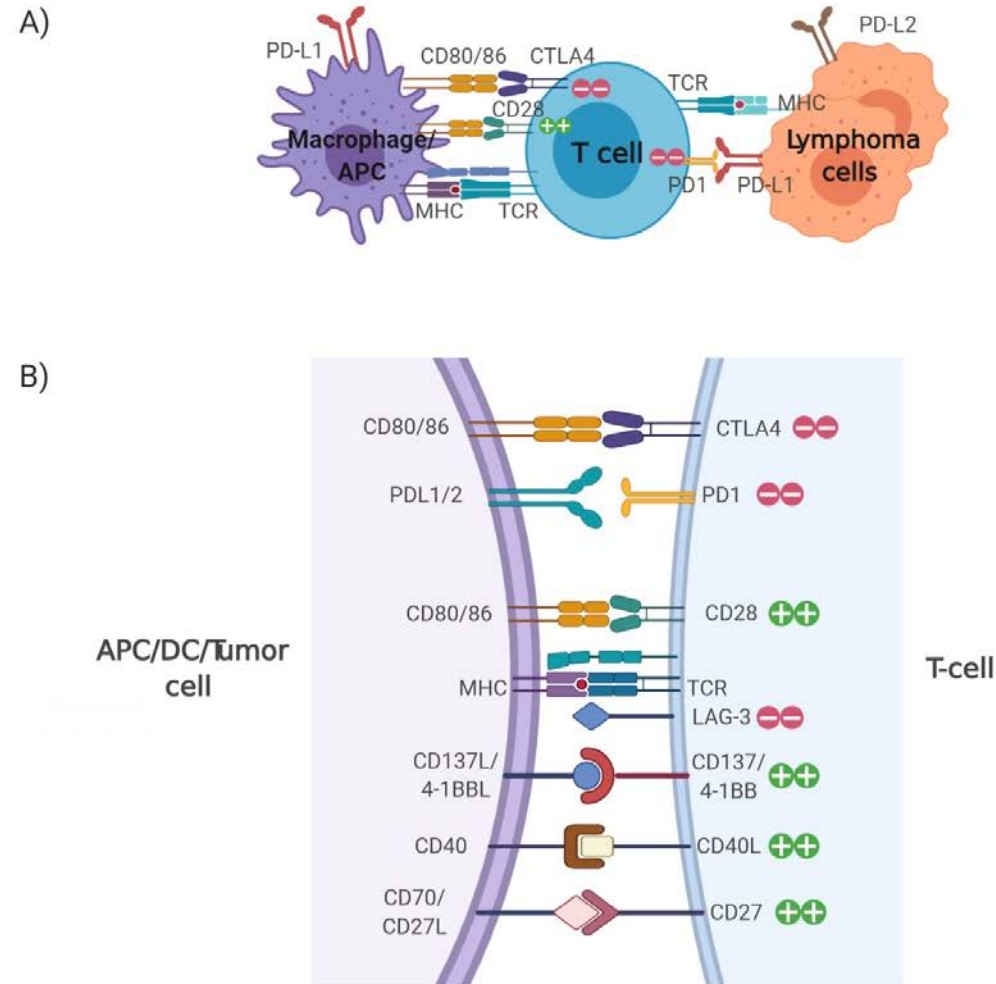 A)
PD-L1
CD80/86
CTLA4
PD-L2
TCR
MHC
CD28
Macrophage/
APC
T cell
Lymphoma
cells
PD1
PD-L1
MHC
TCR
B)
CD80/86
CTLA4
PDL1/2
PD1
CD80/86
CD28
APC/DC/Tumor
cell
T-cell
MHC
TCR
LAG-3
CD137L/
4-1BBL
CD137/
4-1BB
CD40
CD40L
CD70/
CD27L
CD27